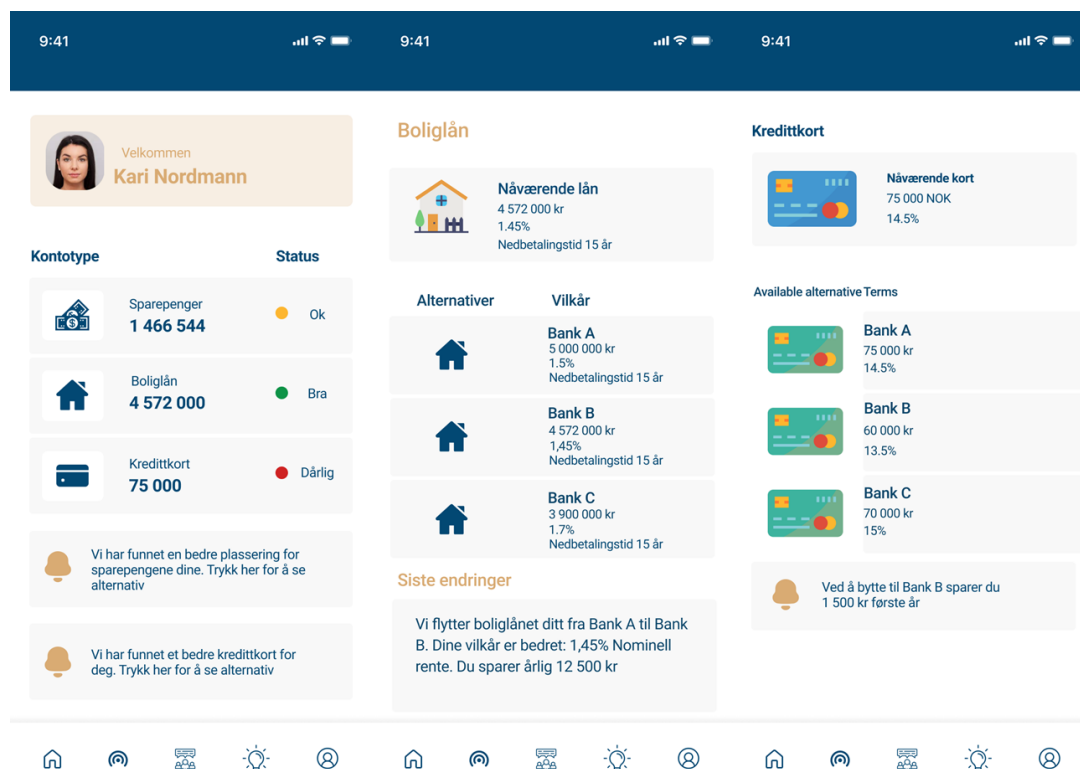 9:41
Velkommen
Kari Nordmann
Kontotype
Status
Sparepenger
1 466 544
Ok
Boliglån
4 572 000
Bra
Kredittkort
75 000
Dårlig
Vi har funnet en bedre plassering for
sparepengene dine. Trykk her for å se
alternativ
Vi har funnet et bedre kredittkort for
deg. Trykk her for å se alternativ
9:41
Boliglån
Nåværende lån
4 572 000 kr
1.45%
Nedbetalingstid 15 år
Alternativer
Vilkår
Bank A
5 000 000 kr
1.5%
Nedbetalingstid 15 år
Bank B
4 572 000 kr
1,45%
Nedbetalingstid 15 år
Bank C
3 900 000 kr
1.7%
Nedbetalingstid 15 år
Siste endringer
Vi flytter boliglånet ditt fra Bank A til Bank
B. Dine vilkår er bedret: 1,45% Nominell
rente. Du sparer årlig 12 500 kr
9:41
Kredittkort
Nåværende kort
75 000 NOK
14.5%
Available alternative Terms
Bank A
75 000 kr
14.5%
Bank B
60 000 kr
13.5%
Bank C
70 000 kr
15%
Ved å bytte til Bank B sparer du
1 500 kr første år